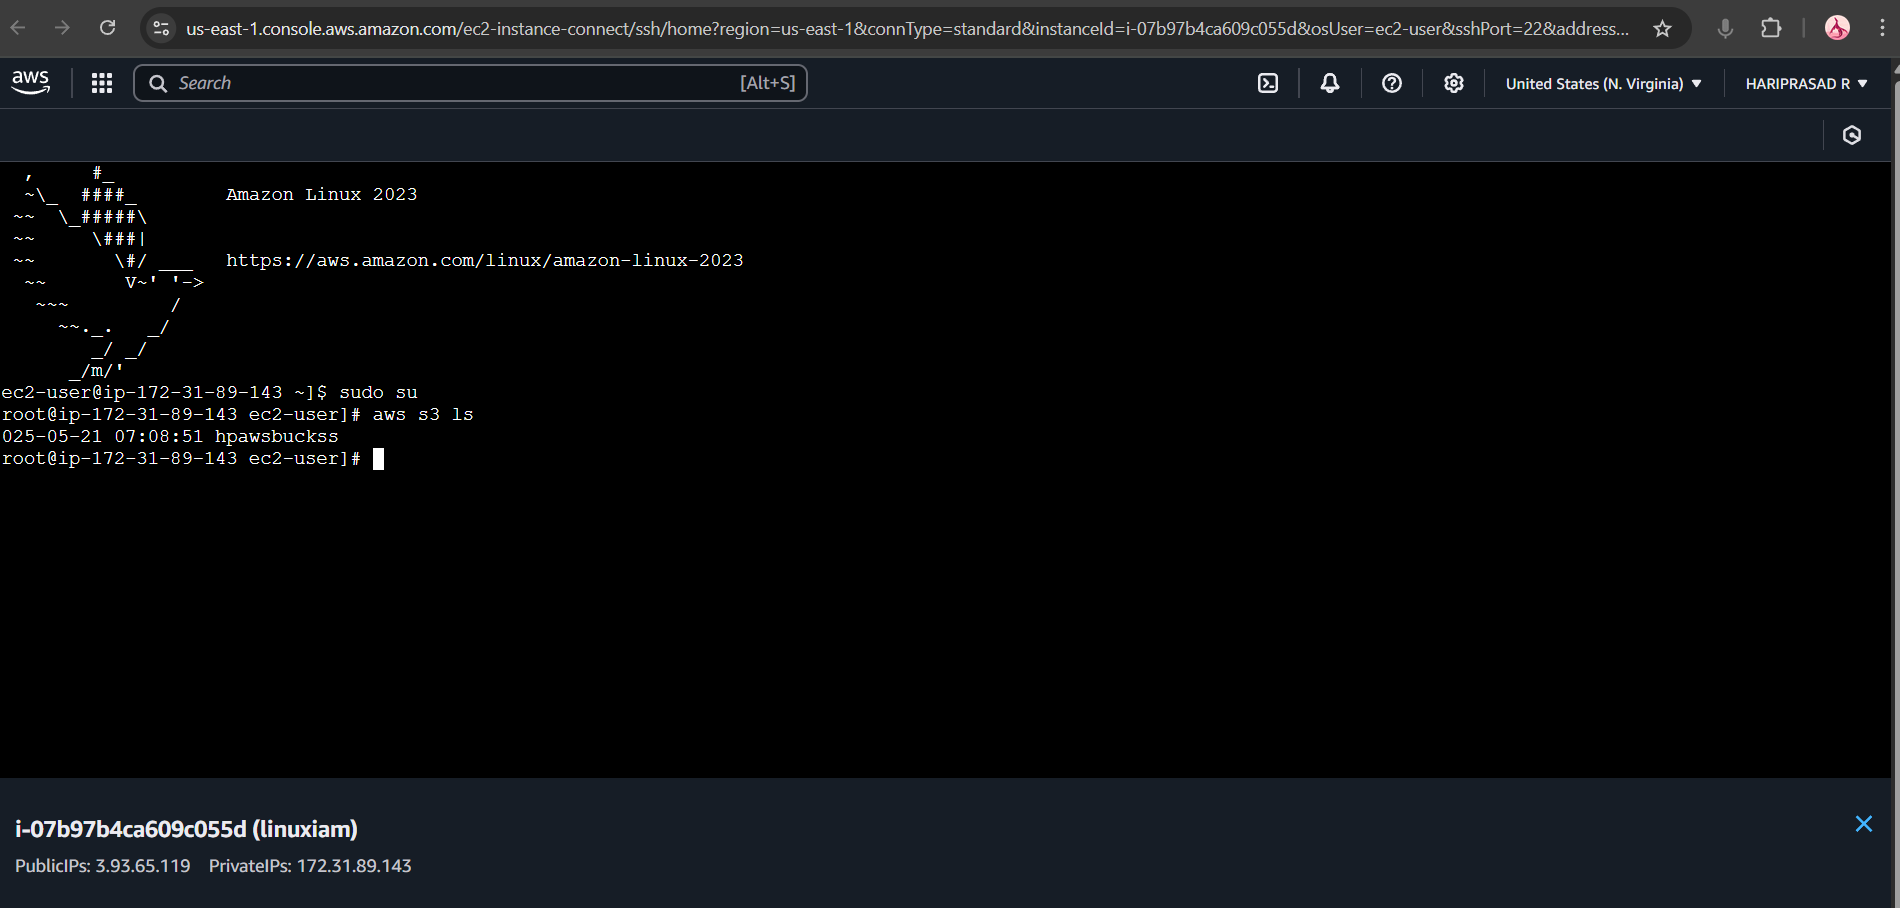 us-east-1.console.aws.amazon.com/ec2-instance-connect/ssh/home?region=us-east-1&connType=standard&instanceId=i-07b97b4ca609c055d&osUser=ec2-user&sshPort=22&address...
aws Search [Alt+S] United States (N. Virginia) HARIPRASAD R
   ,     #_
  ~\_  ####_        Amazon Linux 2023
 ~~  \_#####\
 ~~     \###|
 ~~       \#/ ___   https://aws.amazon.com/linux/amazon-linux-2023
  ~~       V~' '->
   ~~~         /
     ~~._.   _/
        _/ _/
      _/m/'
ec2-user@ip-172-31-89-143 ~]$ sudo su
root@ip-172-31-89-143 ec2-user]# aws s3 ls
025-05-21 07:08:51 hpawsbuckss
root@ip-172-31-89-143 ec2-user]#
i-07b97b4ca609c055d (linuxiam)
PublicIPs: 3.93.65.119 PrivateIPs: 172.31.89.143